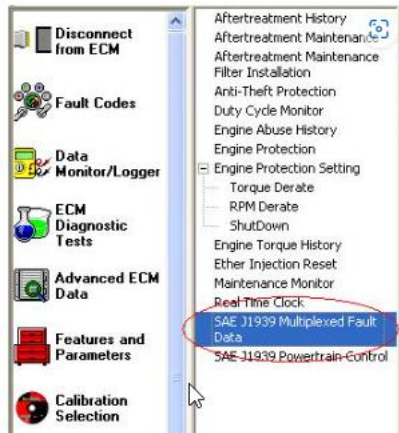 Disconnect
from ECM
Fault Codes
Data
Monitor/Logger
ECM
Diagnostic
Tests
Advanced ECM
Data
Features and
Parameters
Calibration
Selection
Aftertreatment History
Aftertreatment Maintenance
Aftertreatment Maintenance
Filter Installation
Anti-Theft Protection
Duty Cycle Monitor
Engine Abuse History
Engine Protection
Engine Protection Setting
Torque Derate
RPM Derate
ShutDown
Engine Torque History
Ether Injection Reset
Maintenance Monitor
Real Time Clock
SAE J1939 Multiplexed Fault
Data
SAE J1939 Powertrain Control